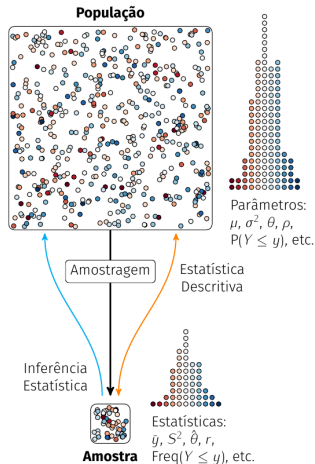 População
Parâmetros:
μ, σ², θ, ρ,
P(Y ≤ y), etc.
Amostragem
Estatística
Descritiva
Inferência
Estatística
Estatísticas:
ȳ, S², θ̂, r,
Freq(Y ≤ y), etc.
Amostra